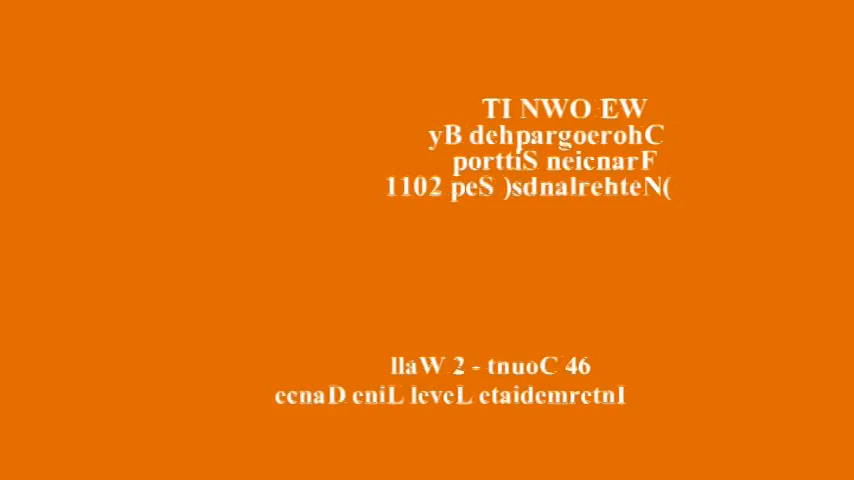 TI NWO EW
yB dehpargoerohC
porttiS neicnarF
1102 peS )sdnalrehteN(
llaW 2 - tnuoC 46
ecnaD eniL leveL etaidemretnI